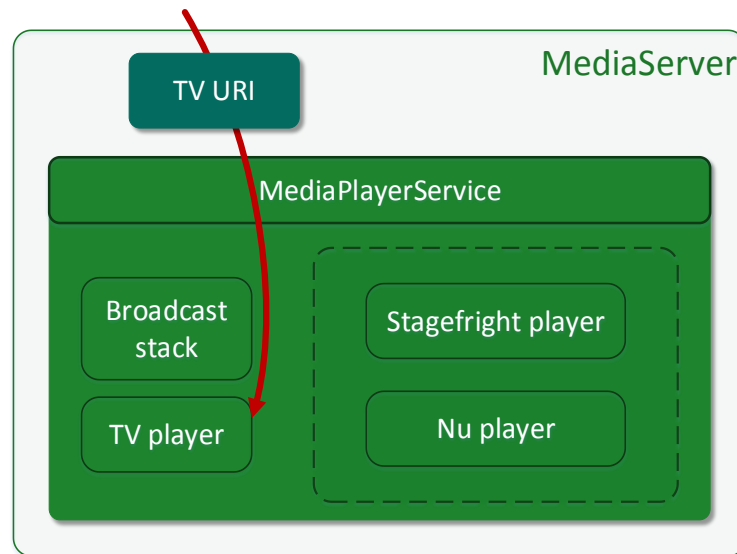 MediaServer
TV URI
MediaPlayerService
Broadcast
stack
TV player
Stagefright player
Nu player